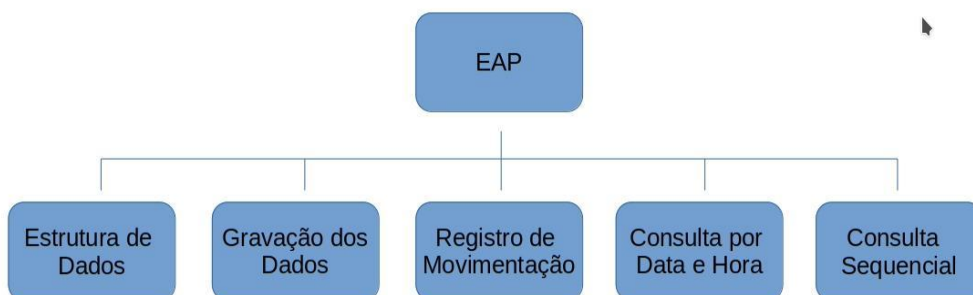 EAP
Estrutura de
Dados
Gravação dos
Dados
Registro de
Movimentação
Consulta por
Data e Hora
Consulta
Sequencial